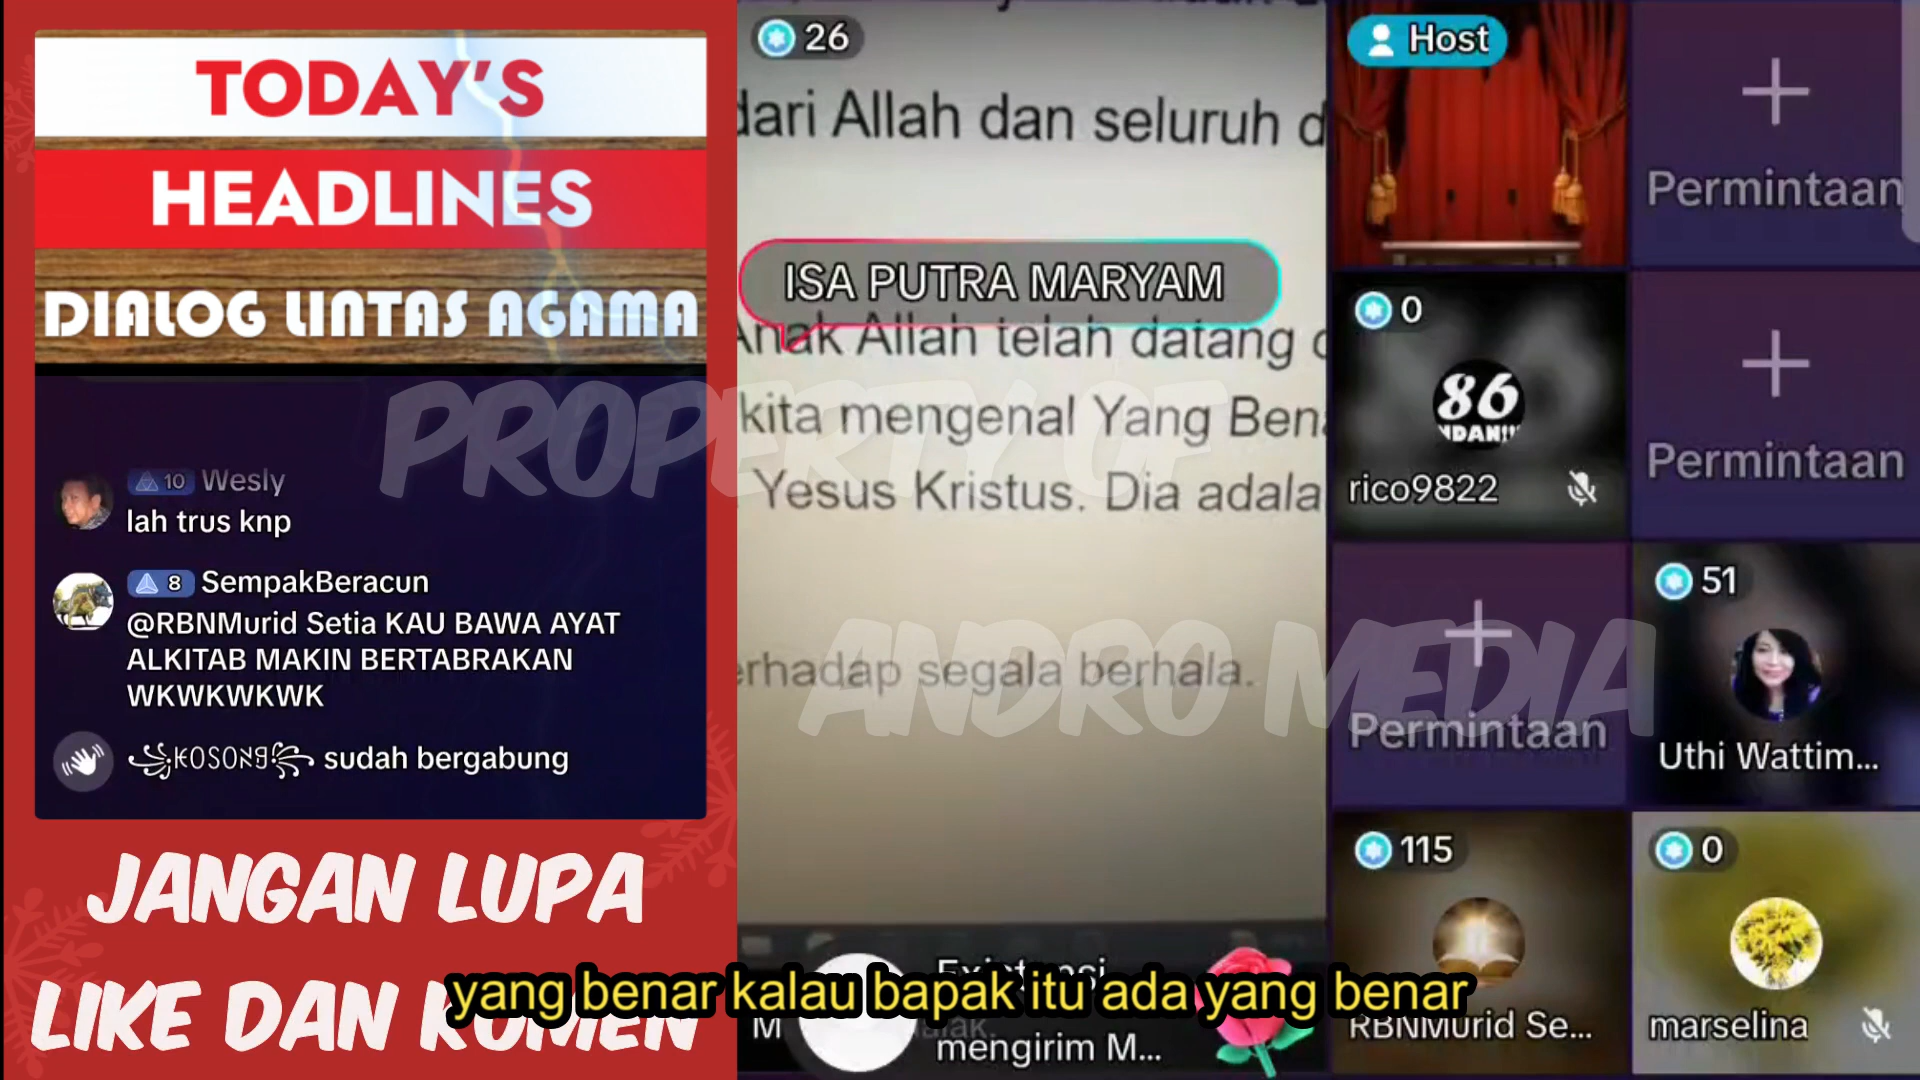 TODAY'S
HEADLINES
DIALOG LINTAS AGAMA
10 Wesly
lah trus knp
8 SempakBeracun
@RBNMurid Setia KAU BAWA AYAT
ALKITAB MAKIN BERTABRAKAN
WKWKWKWK
KOSONG sudah bergabung
JANGAN LUPA
LIKE DAN KOMEN
26
dari Allah dan seluruh d
ISA PUTRA MARYAM
Anak Allah telah datang
kita mengenal Yang Bena
Yesus Kristus. Dia adala
erhadap segala berhala.
PROPERTY OF
ANDRO MEDIA
yang benar kalau bapak itu ada yang benar
M
mengirim M...
Host
Permintaan
0
86
NDAN!!!
rico9822
Permintaan
Permintaan
51
Uthi Wattim...
115
RBNMurid Se...
0
marselina